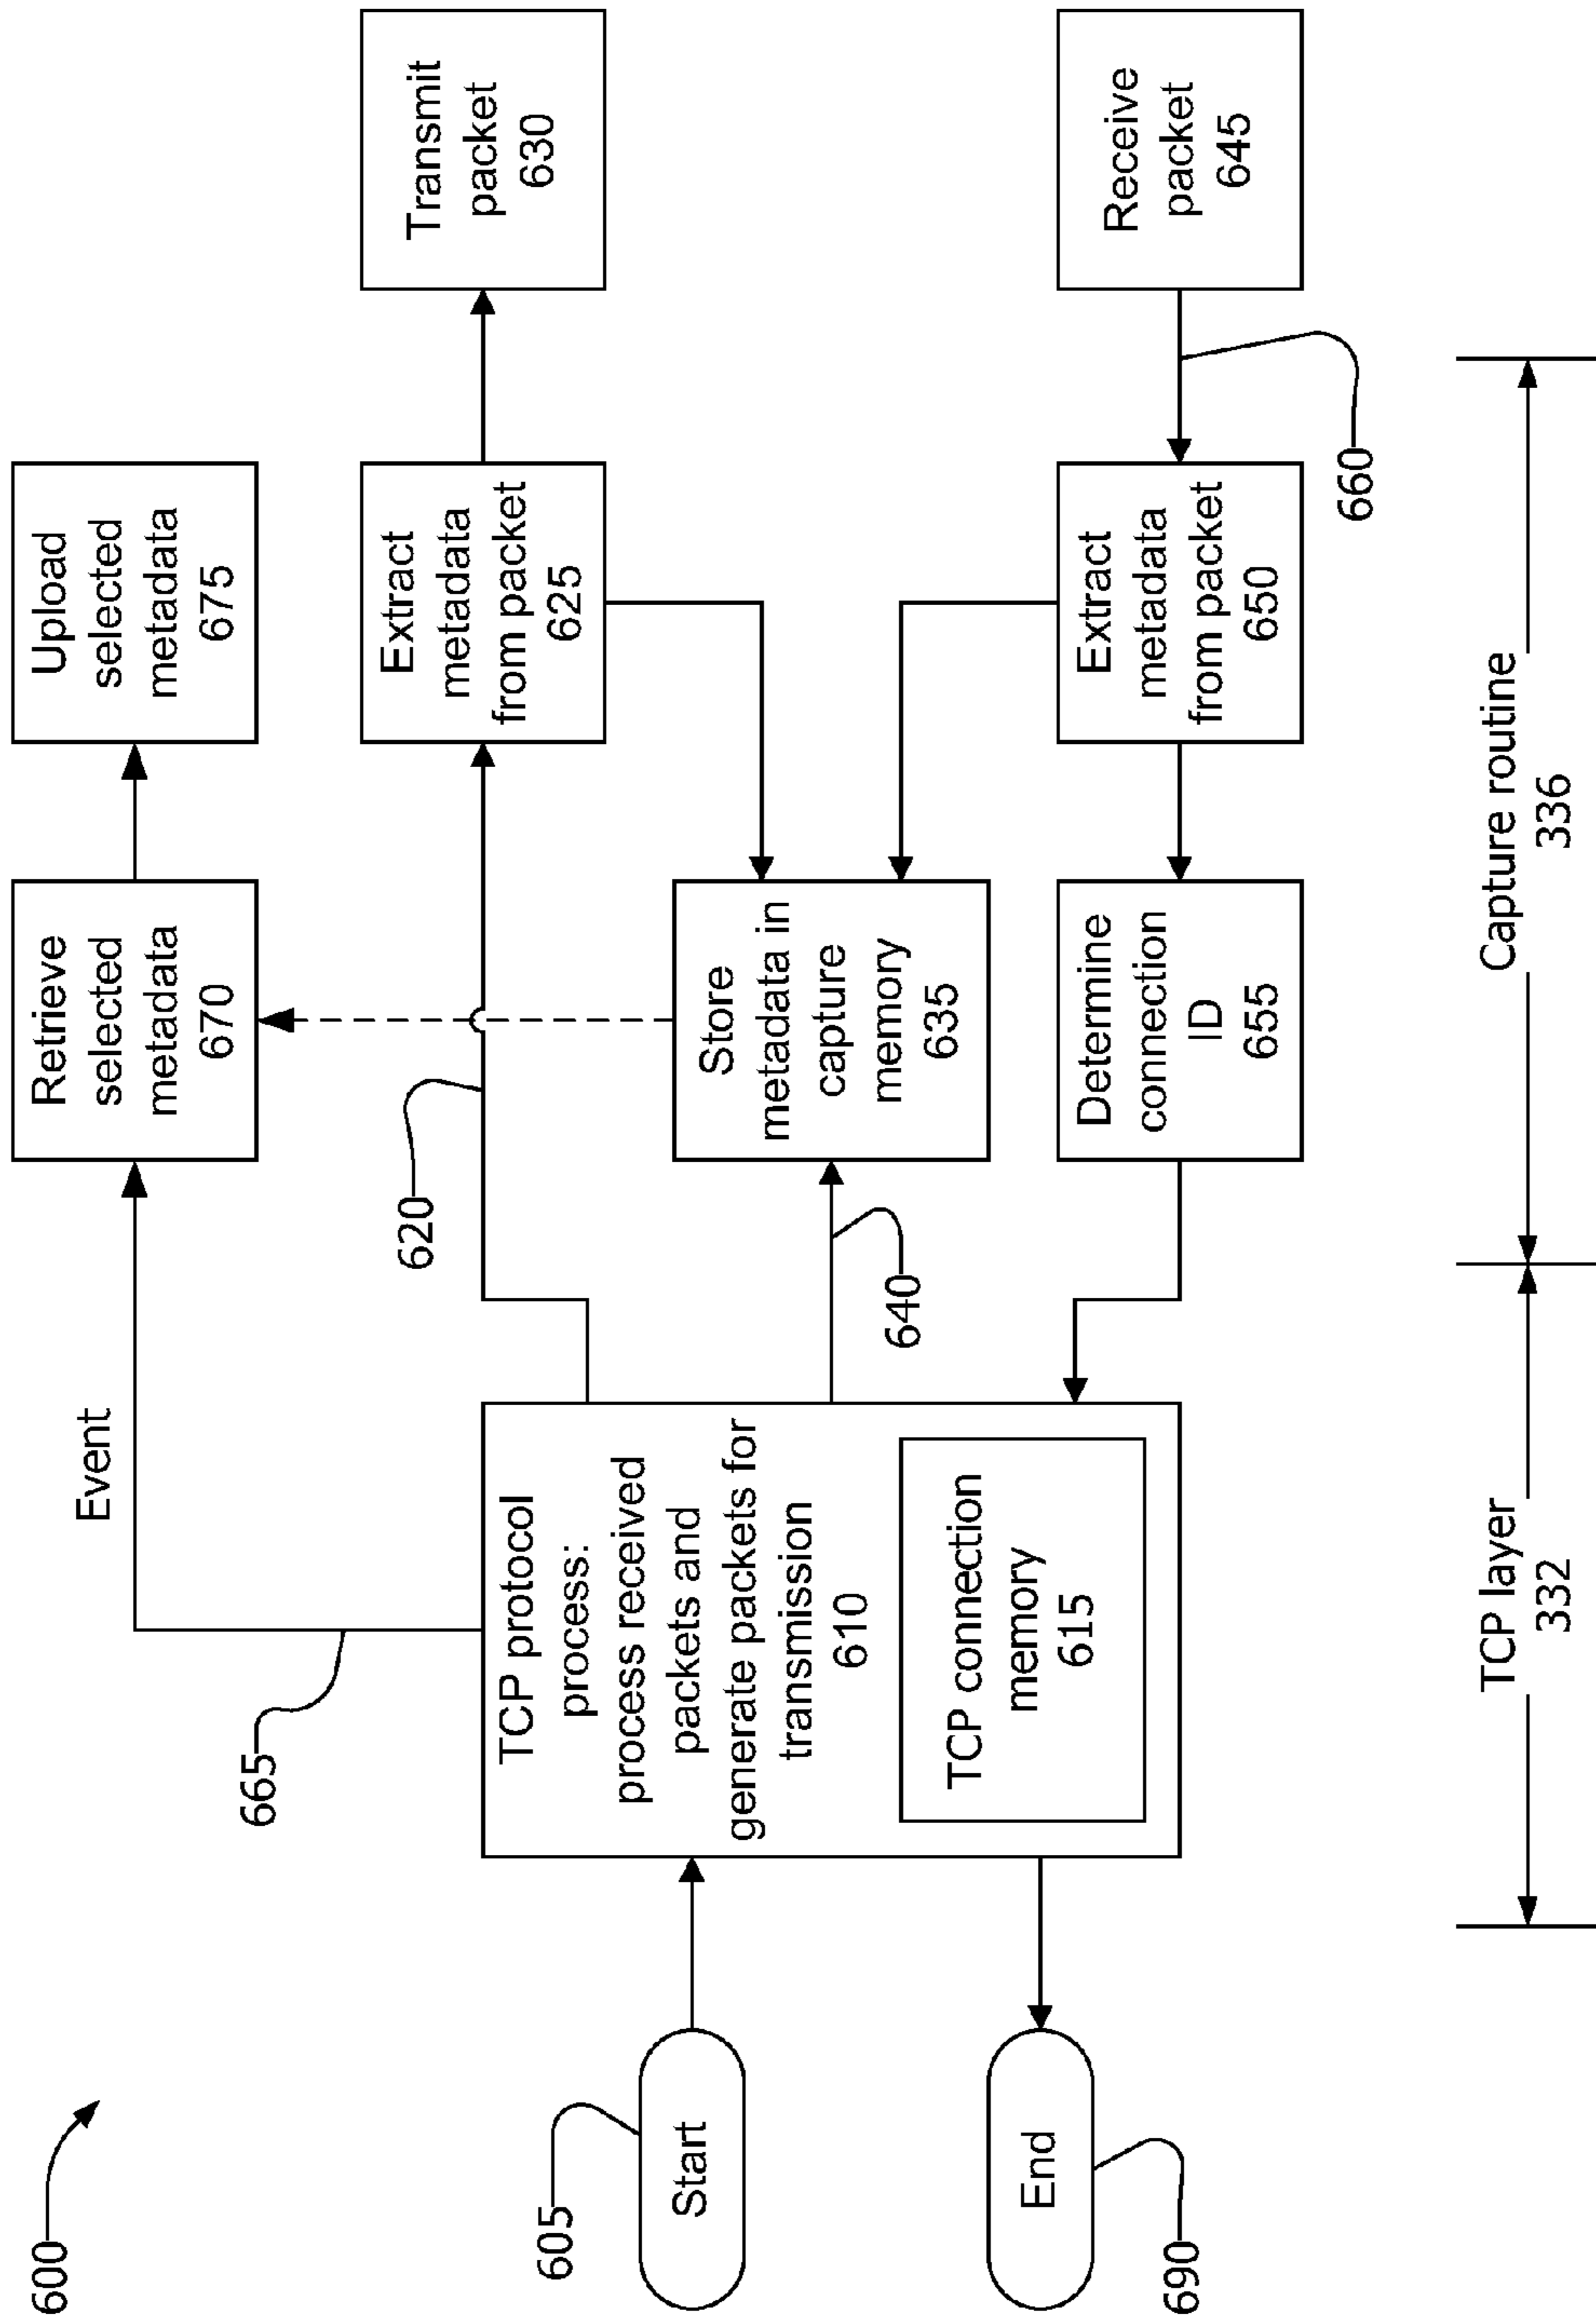 600
665
Event
Retrieve
selected
metadata
670
Upload
selected
metadata
675
620
Extract
metadata
from packet
625
Transmit
packet
630
605
Start
TCP protocol
process:
process received
packets and
generate packets for
transmission
610
TCP connection
memory
615
640
Store
metadata in
capture
memory
635
690
End
Determine
connection
ID
655
Extract
metadata
from packet
650
Receive
packet
645
660
TCP layer
332
Capture routine
336